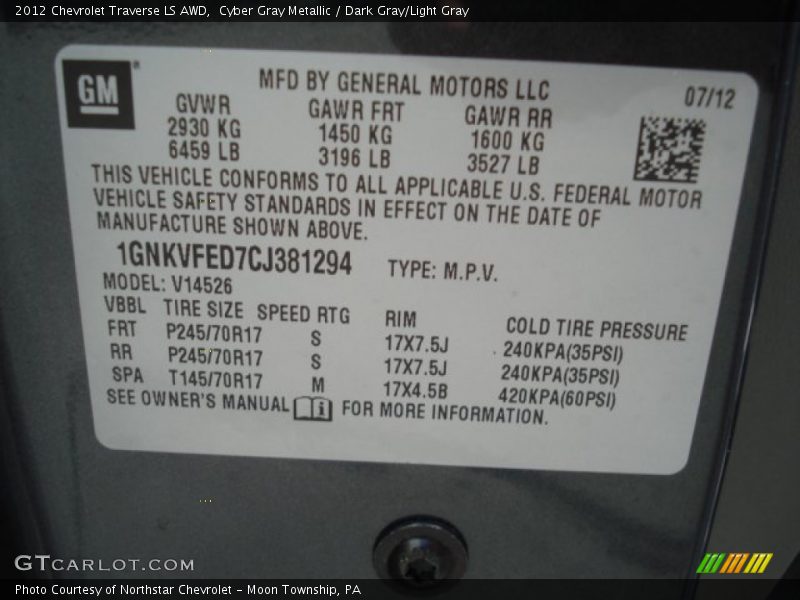 2012 Chevrolet Traverse LS AWD,  Cyber Gray Metallic / Dark Gray/Light Gray
GM
®
MFD BY GENERAL MOTORS LLC
07/12
GVWR GAWR FRT GAWR RR
2930 KG 1450 KG 1600 KG
6459 LB 3196 LB 3527 LB
THIS VEHICLE CONFORMS TO ALL APPLICABLE U.S. FEDERAL MOTOR
VEHICLE SAFETY STANDARDS IN EFFECT ON THE DATE OF
MANUFACTURE SHOWN ABOVE.
1GNKVFED7CJ381294 TYPE: M.P.V.
MODEL: V14526
VBBL TIRE SIZE SPEED RTG RIM COLD TIRE PRESSURE
FRT P245/70R17 S 17X7.5J 240KPA(35PSI)
RR P245/70R17 S 17X7.5J 240KPA(35PSI)
SPA T145/70R17 M 17X4.5B 420KPA(60PSI)
SEE OWNER'S MANUAL i FOR MORE INFORMATION.
GTCARLOT.COM
Photo Courtesy of Northstar Chevrolet - Moon Township, PA